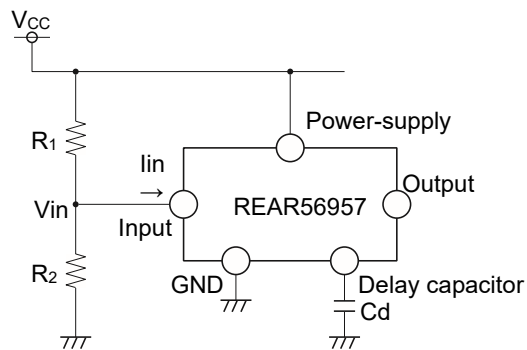 VCC
Power-supply
R1
Iin
→
Output
Vin
Input
REAR56957
R2
GND
Delay capacitor
Cd